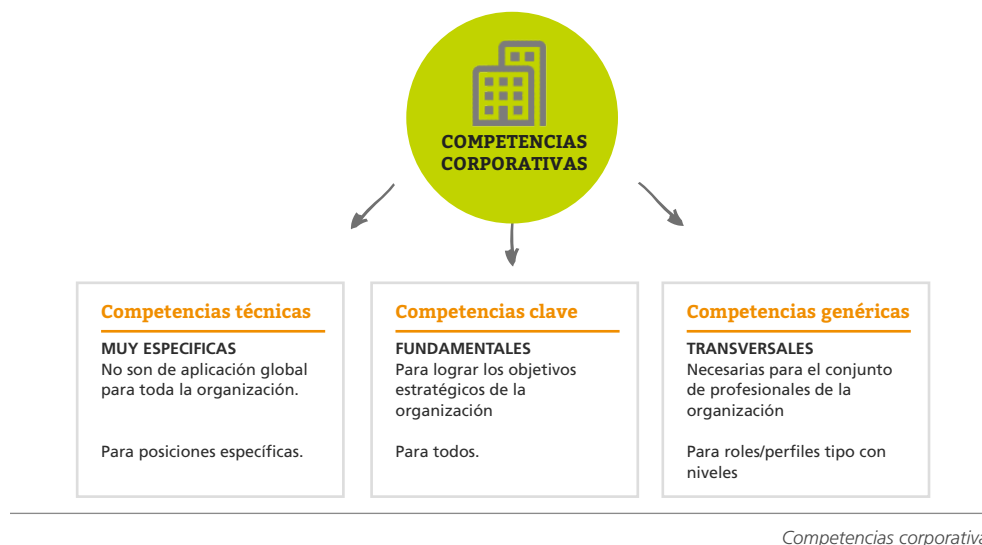 COMPETENCIAS
CORPORATIVAS
Competencias técnicas
MUY ESPECIFICAS
No son de aplicación global
para toda la organización.
Para posiciones específicas.
Competencias clave
FUNDAMENTALES
Para lograr los objetivos
estratégicos de la
organización
Para todos.
Competencias genéricas
TRANSVERSALES
Necesarias para el conjunto
de profesionales de la
organización
Para roles/perfiles tipo con
niveles
Competencias corporativa